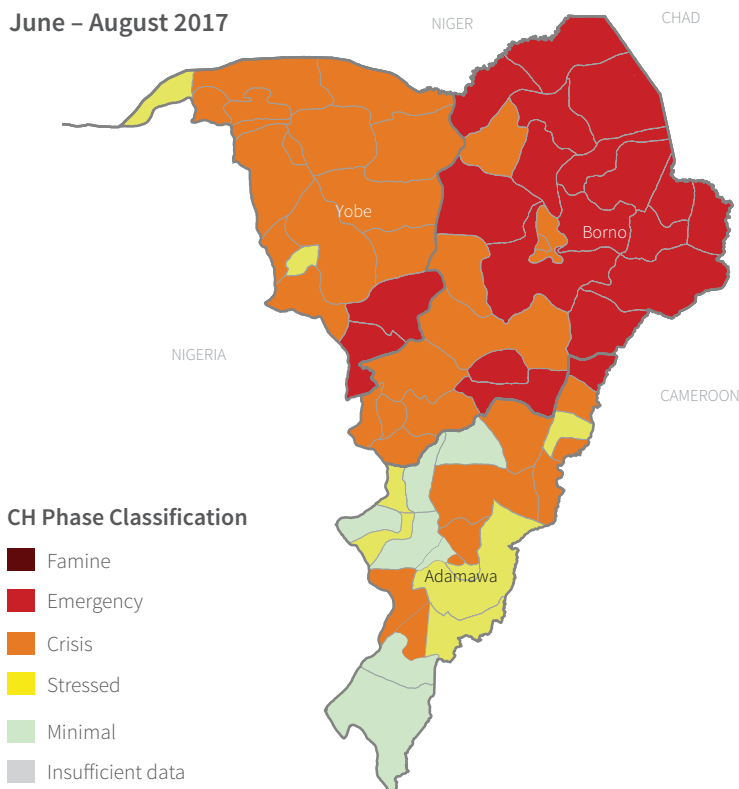 June – August 2017
NIGER
CHAD
Yobe
Borno
NIGERIA
CAMEROON
CH Phase Classification
Famine
Emergency
Adamawa
Crisis
Stressed
Minimal
Insufficient data